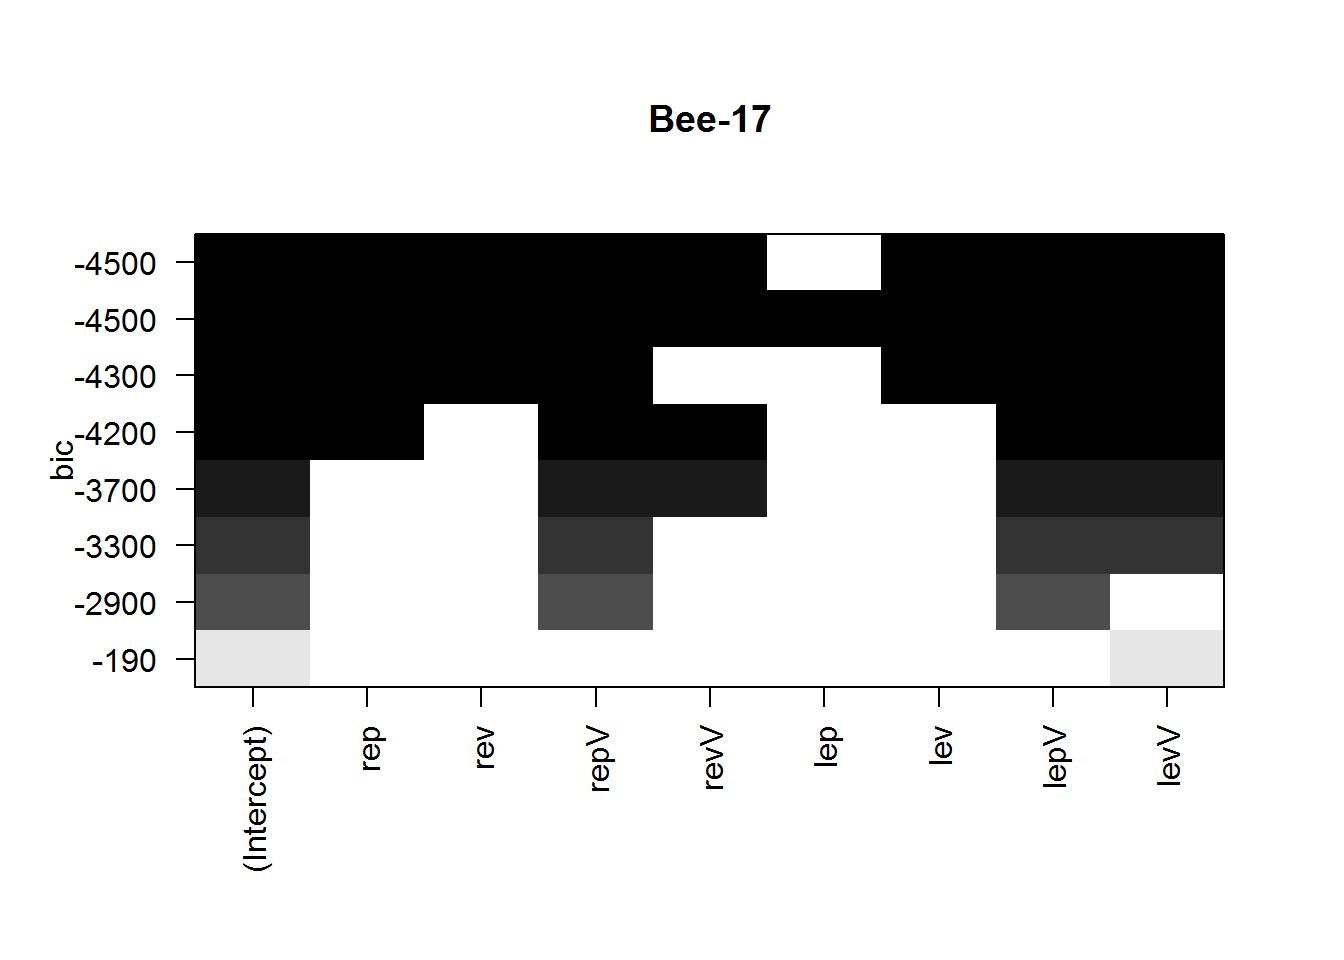 Bee-17
bic
-4500
-4500
-4300
-4200
-3700
-3300
-2900
-190
(Intercept)
rep
rev
repV
revV
lep
lev
lepV
levV